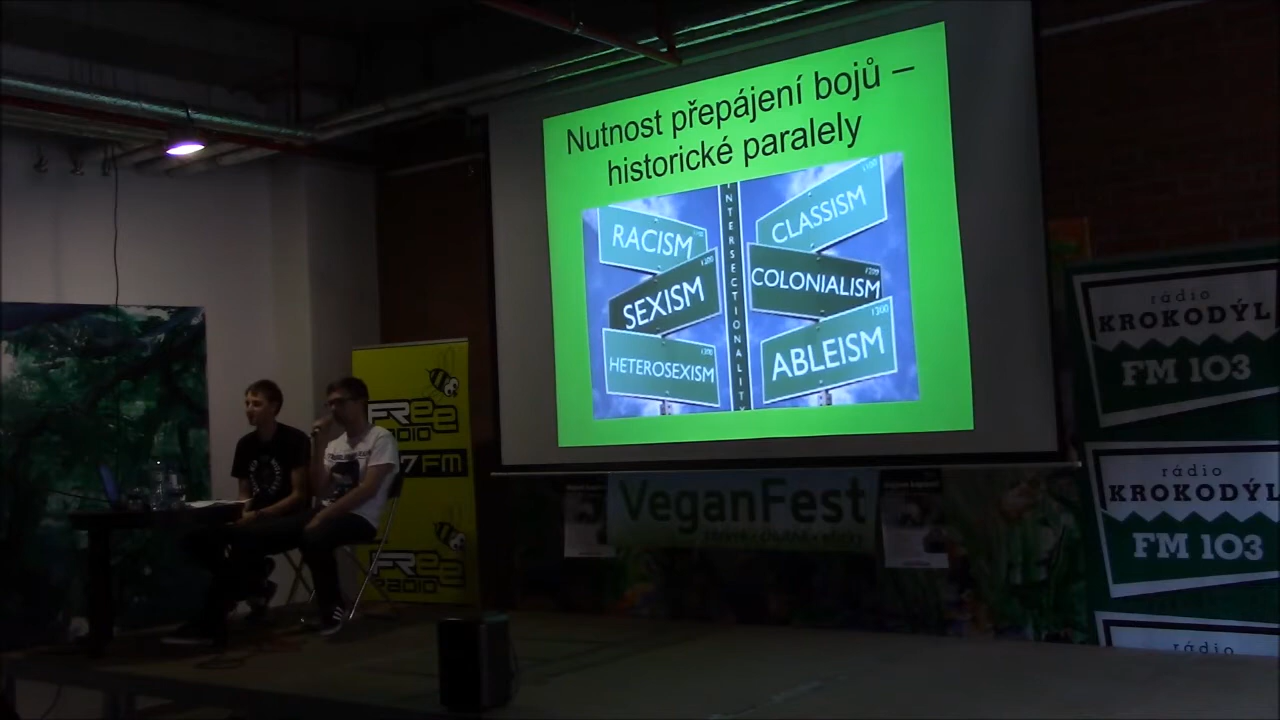 Nutnost přepájení bojů –
historické paralely
INTERSECTIONALITY
RACISM
SEXISM
HETEROSEXISM
CLASSISM
COLONIALISM
ABLEISM
FRee
RADIO
7 FM
FRee
RADIO
VeganFest
rádio
KROKODÝL
FM 103
rádio
KROKODÝL
FM 103
rádio